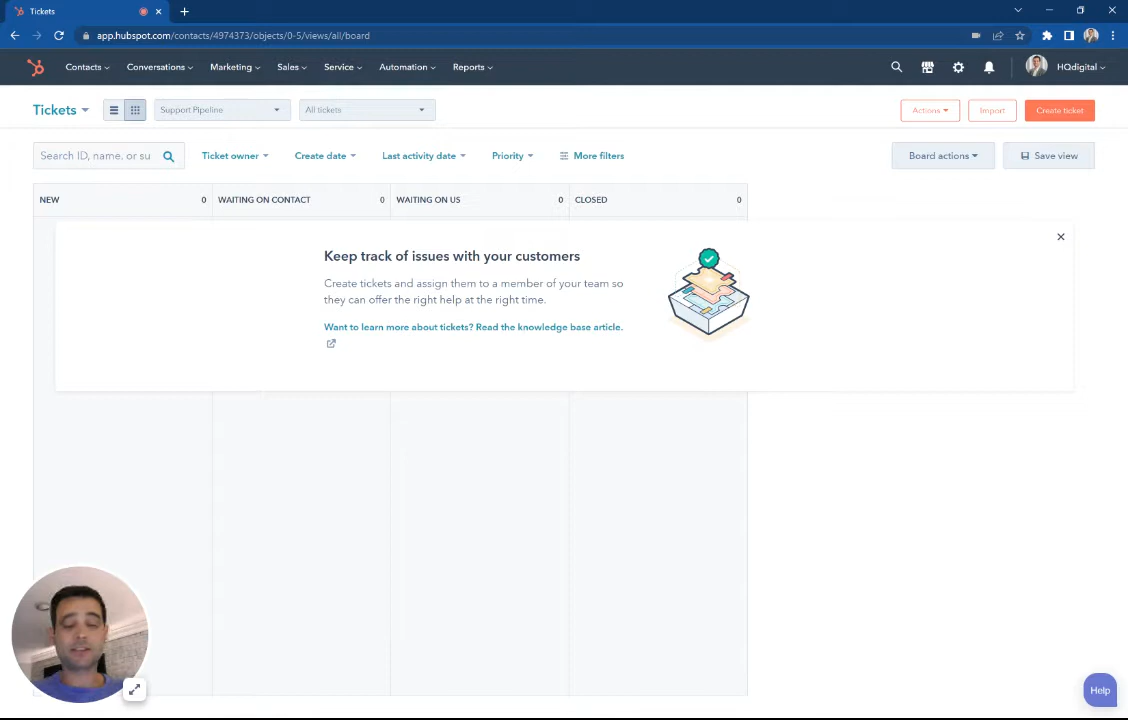 Tickets
app.hubspot.com/contacts/4974373/objects/0-5/views/all/board
Contacts Conversations Marketing Sales Service Automation Reports HQdigital
Tickets Support Pipeline All tickets Actions Import Create ticket
Search ID, name, or su Ticket owner Create date Last activity date Priority More filters Board actions Save view
NEW 0 WAITING ON CONTACT 0 WAITING ON US 0 CLOSED 0
Keep track of issues with your customers
Create tickets and assign them to a member of your team so
they can offer the right help at the right time.
Want to learn more about tickets? Read the knowledge base article.
Help